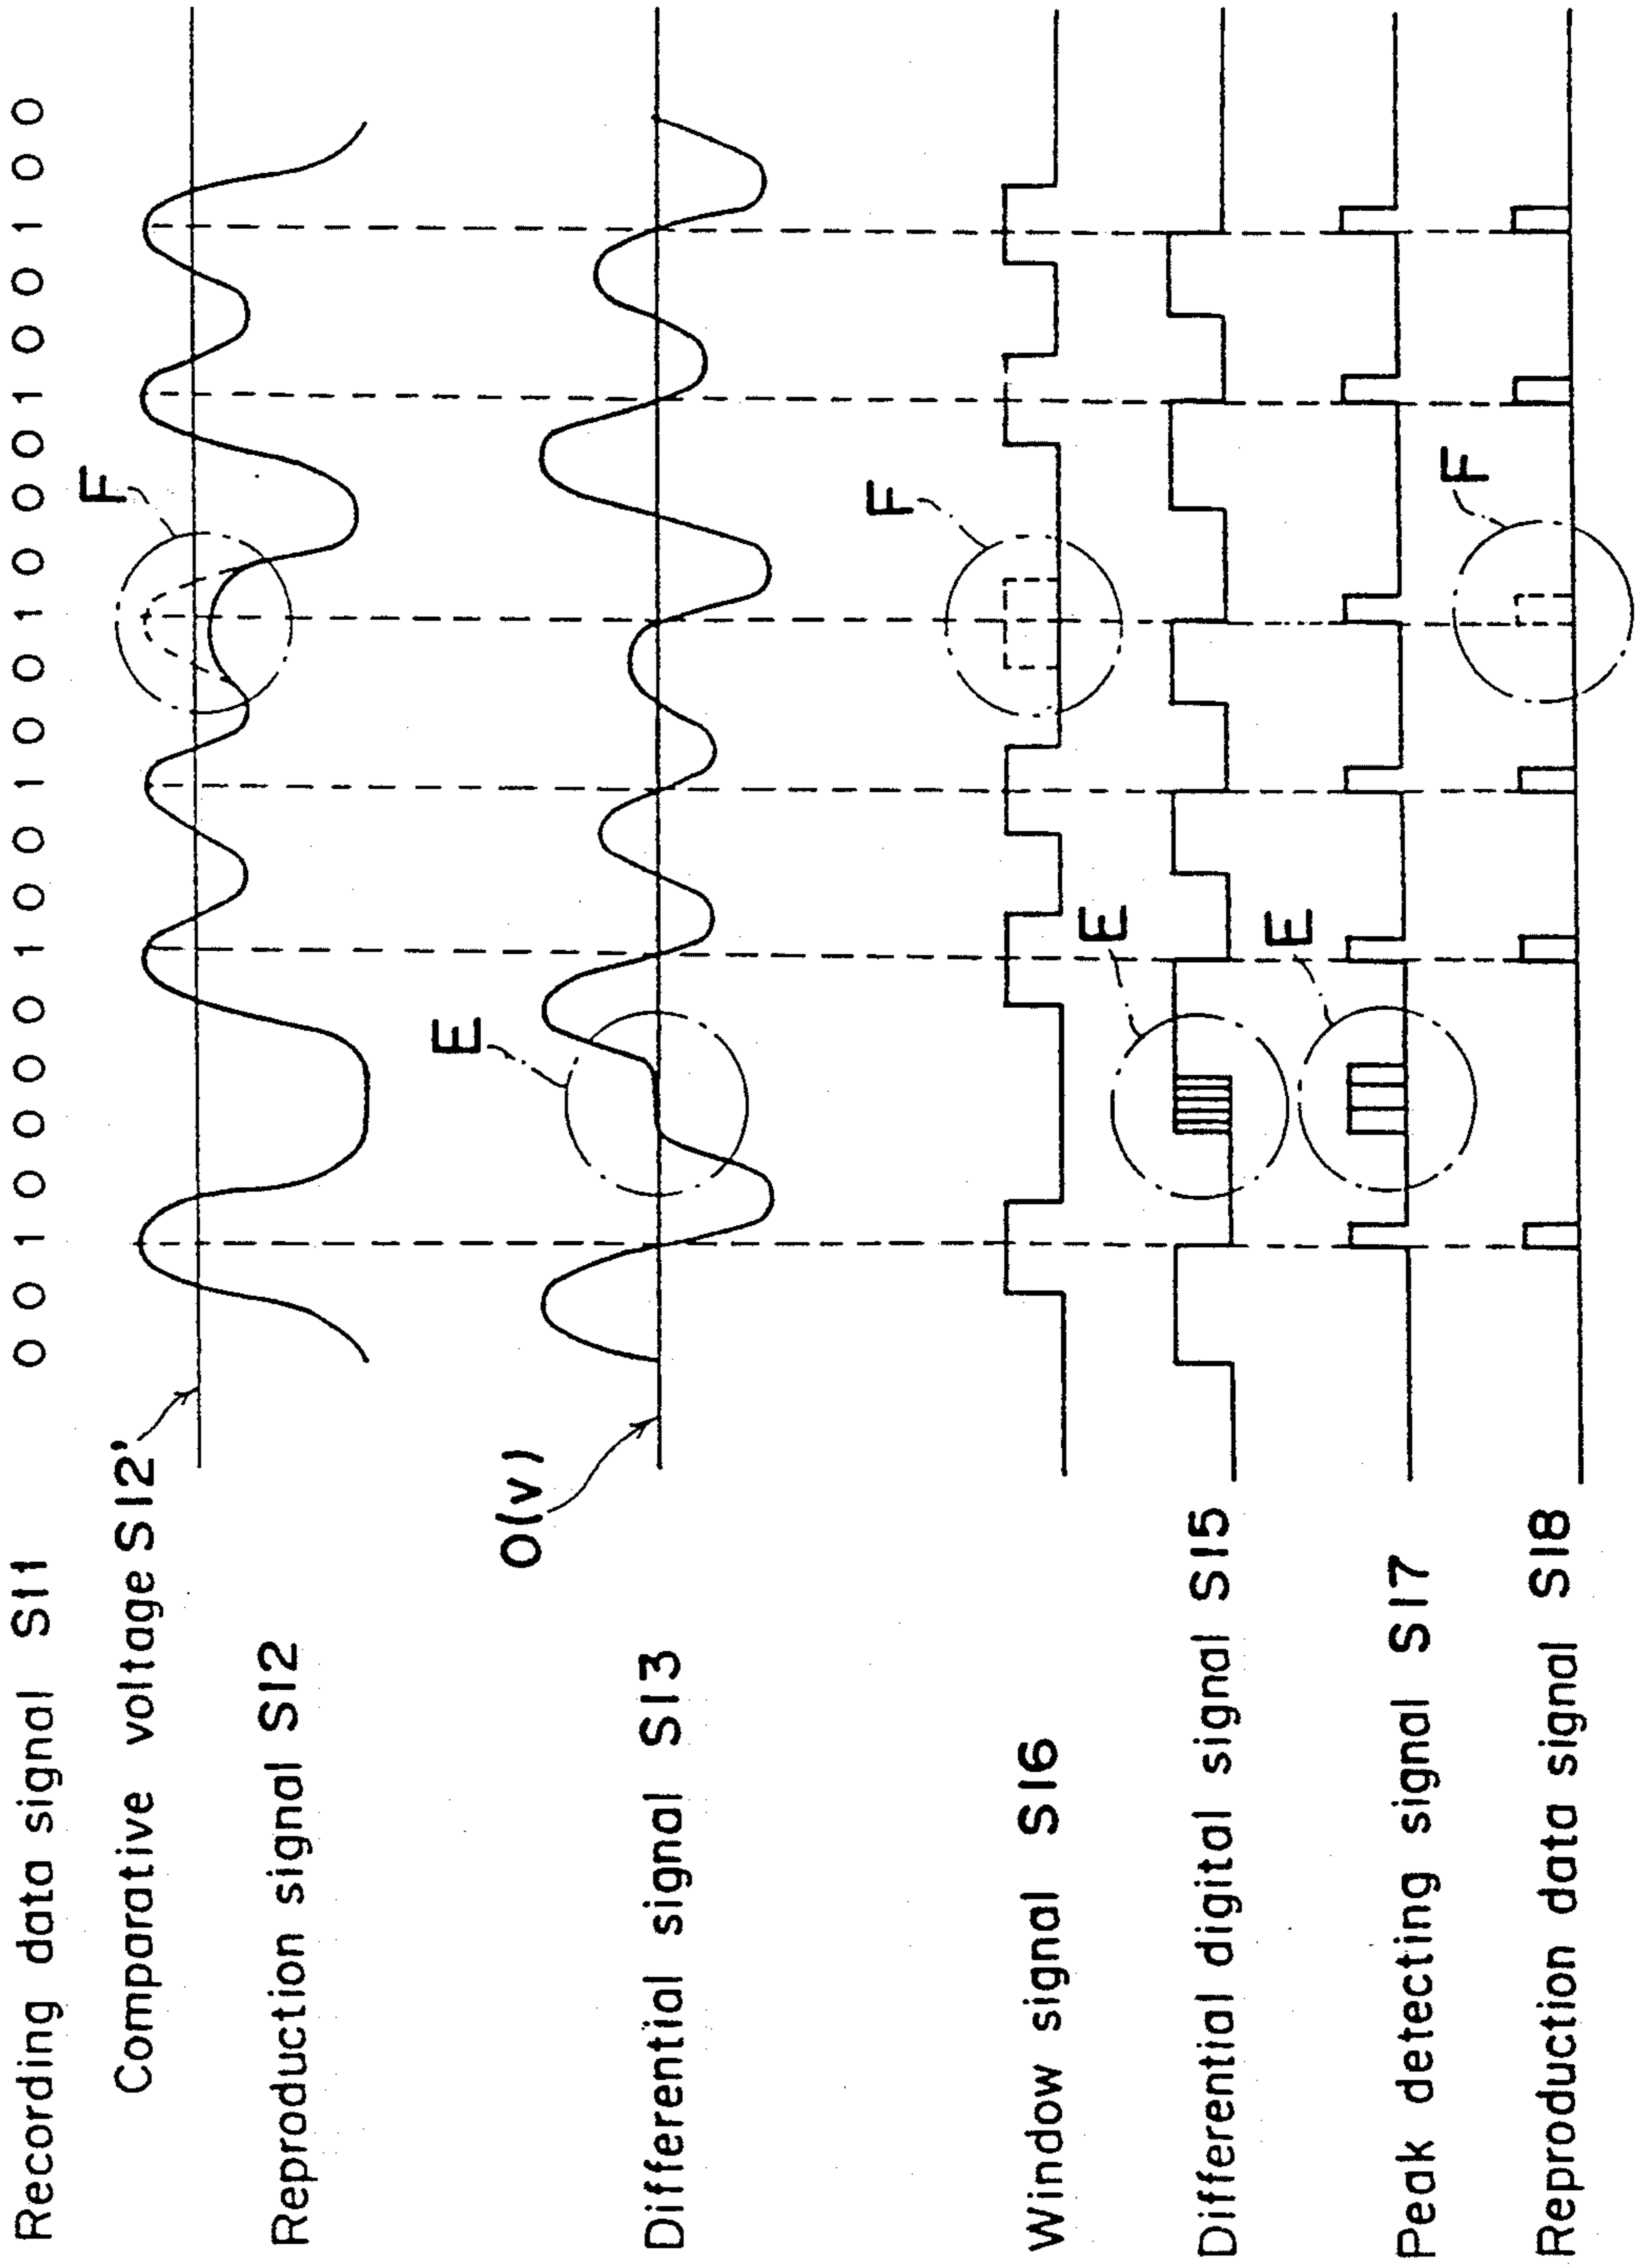 Recording data signal S11 0 0 1 0 0 0 0 1 0 0 1 0 0 1 0 0 0 1 0 0 1 0 0
Comparative voltage S12'
F
Reproduction signal S12
E
0(v)
Differential signal S13
F
Window signal S16
E
Differential digital signal S15
E
Peak detecting signal S17
F
Reproduction data signal S18